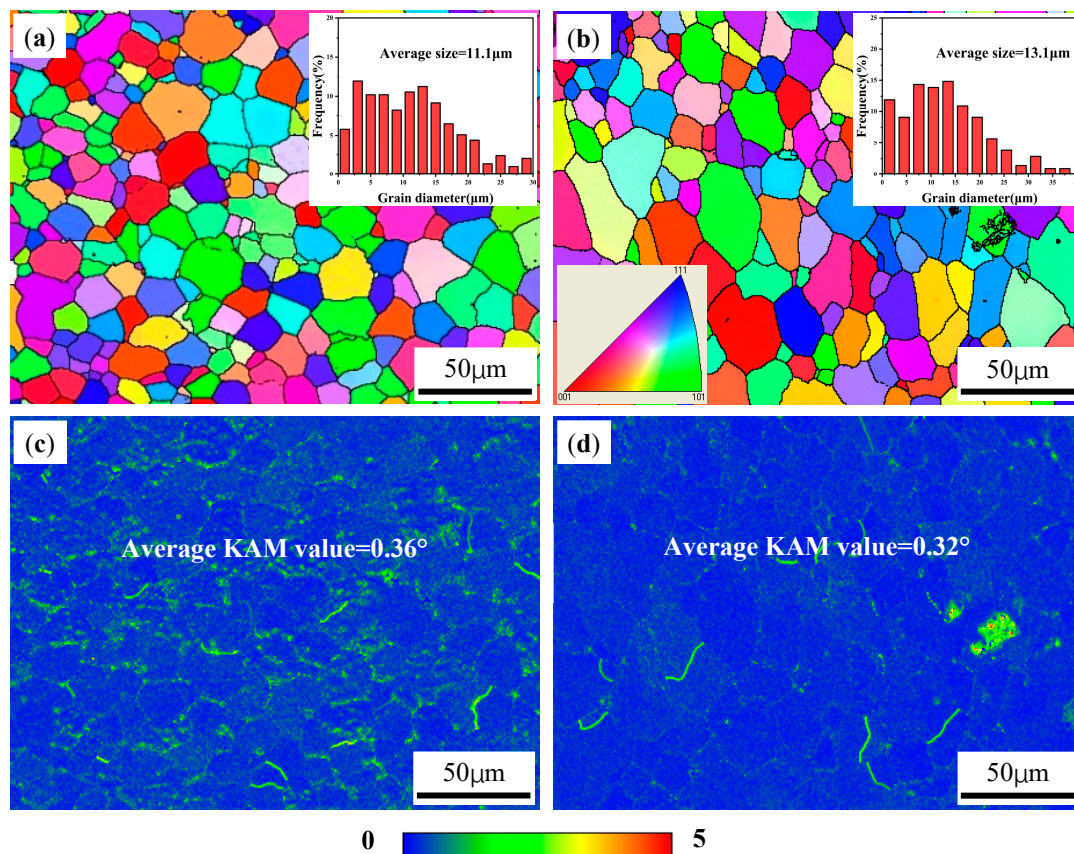 (a)
Average size=11.1μm
Frequency(%)
20
15
10
5
0
0 5 10 15 20 25 30
Grain diameter(μm)
50μm
(b)
Average size=13.1μm
Frequency(%)
25
20
15
10
5
0
0 5 10 15 20 25 30 35
Grain diameter(μm)
111
001
101
50μm
(c)
Average KAM value=0.36°
50μm
(d)
Average KAM value=0.32°
50μm
0 5